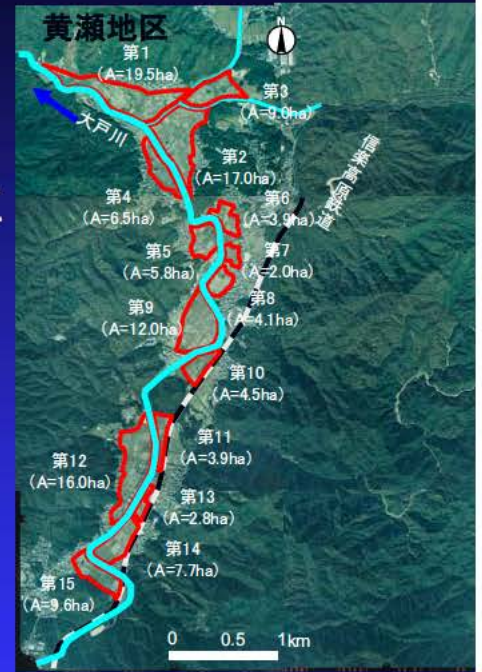 黄瀬地区
N
第1
(A=19.5ha)
第3
(A=9.0ha)
大戸川
信楽高原鉄道
第2
(A=17.0ha)
第4
(A=6.5ha)
第6
(A=3.9ha)
第5
(A=5.8ha)
第7
(A=2.0ha)
第8
(A=4.1ha)
第9
(A=12.0ha)
第10
(A=4.5ha)
第11
(A=3.9ha)
第12
(A=16.0ha)
第13
(A=2.8ha)
第14
(A=7.7ha)
第15
(A=9.6ha)
0 0.5 1km